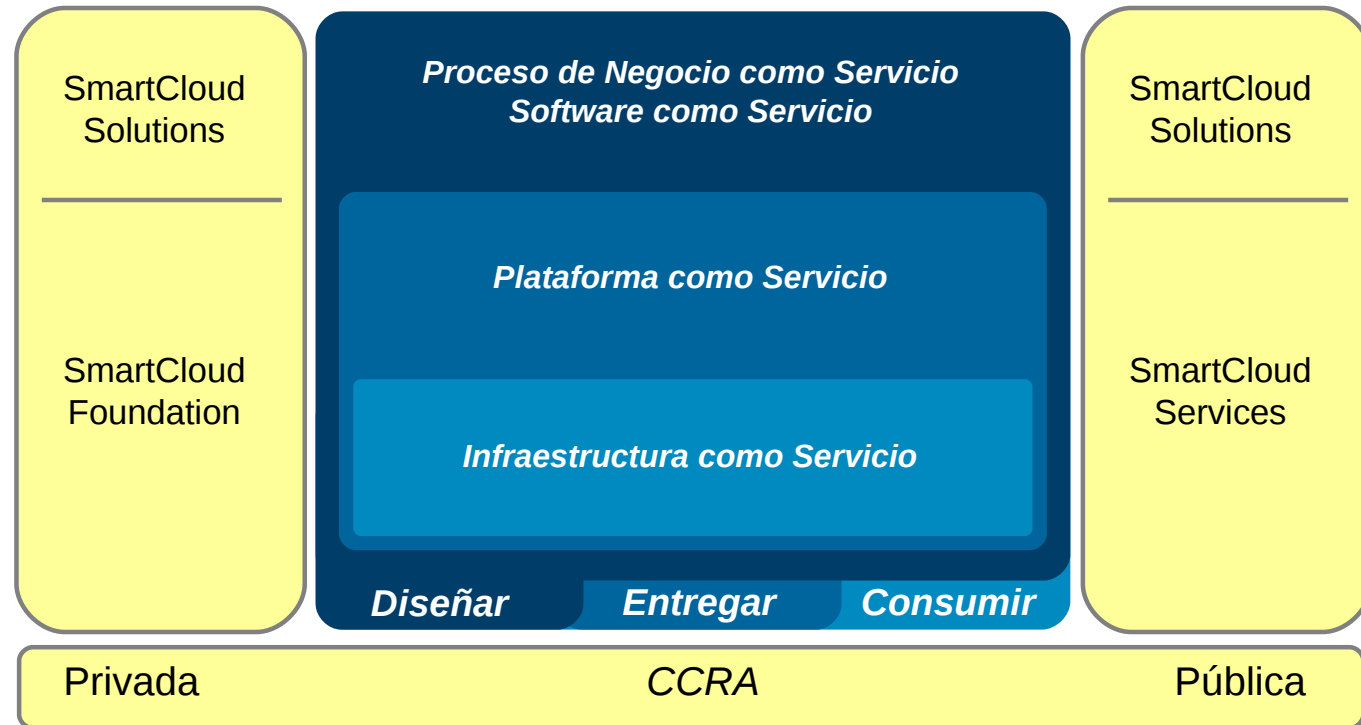 SmartCloud
Solutions
SmartCloud
Foundation
Proceso de Negocio como Servicio
Software como Servicio
Plataforma como Servicio
Infraestructura como Servicio
Diseñar
Entregar
Consumir
SmartCloud
Solutions
SmartCloud
Services
Privada
CCRA
Pública